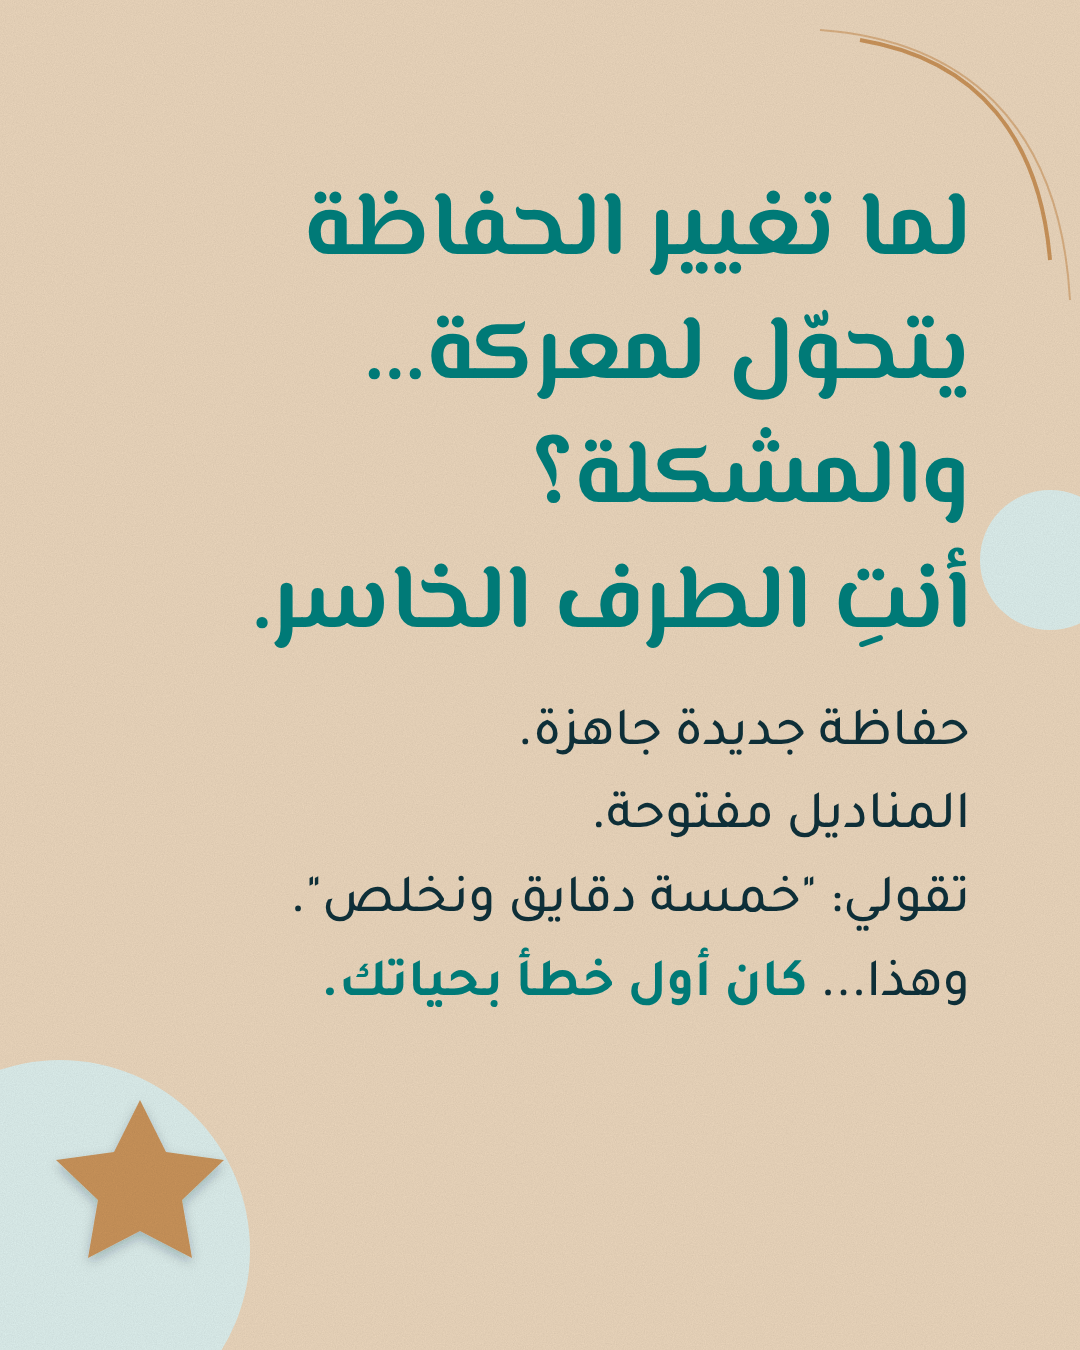 لما تغيير الحفاظة
يتحوّل لمعركة...
والمشكلة؟
أنتِ الطرف الخاسر.
حفاظة جديدة جاهزة.
المناديل مفتوحة.
تقولي: "خمسة دقايق ونخلص".
وهذا... كان أول خطأ بحياتك.